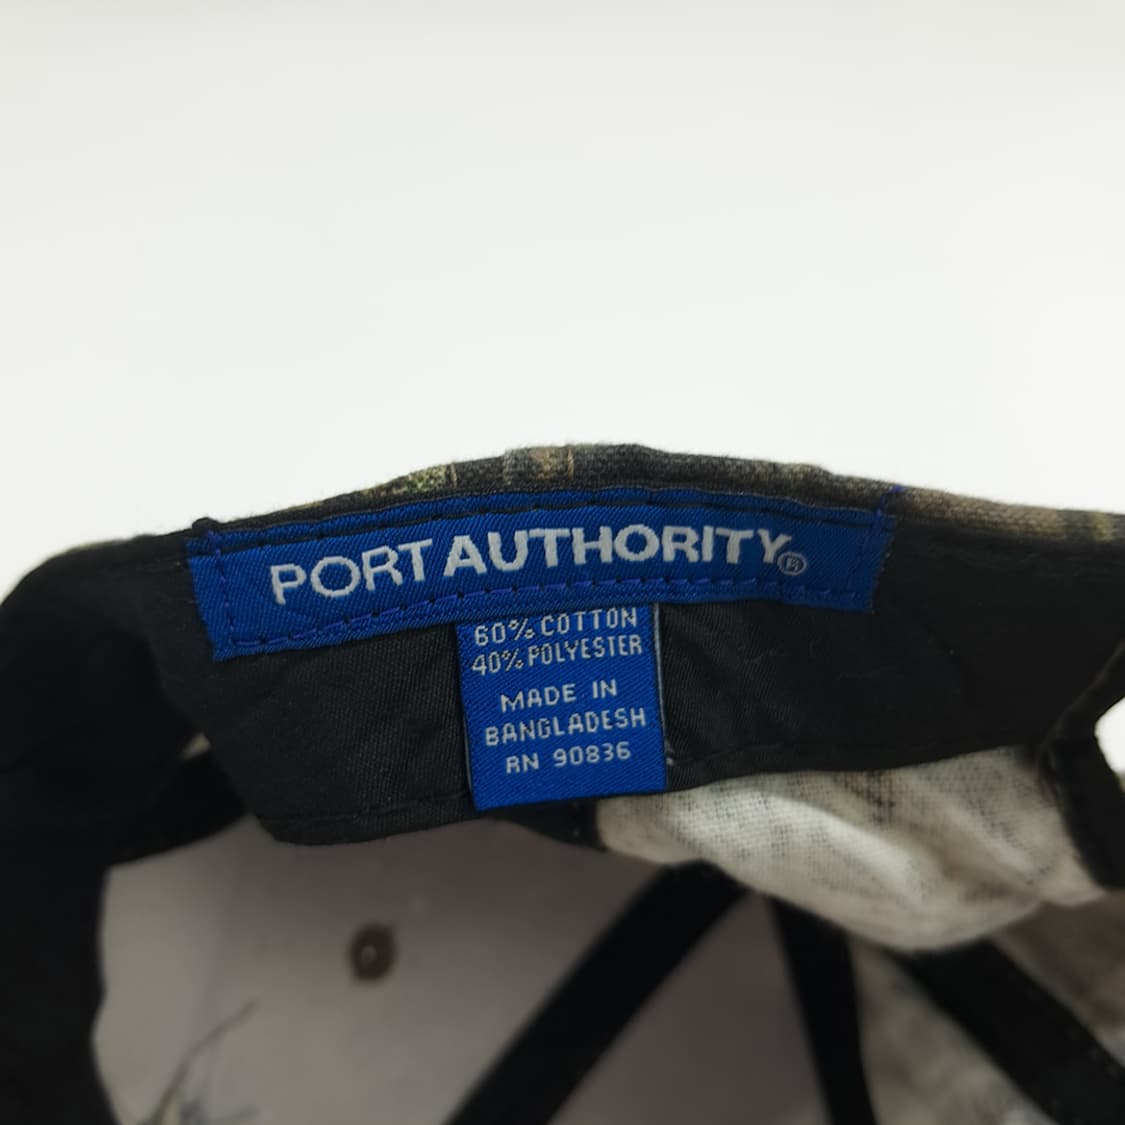 PORT AUTHORITY®
60% COTTON
40% POLYESTER
MADE IN
BANGLADESH
RN 90836